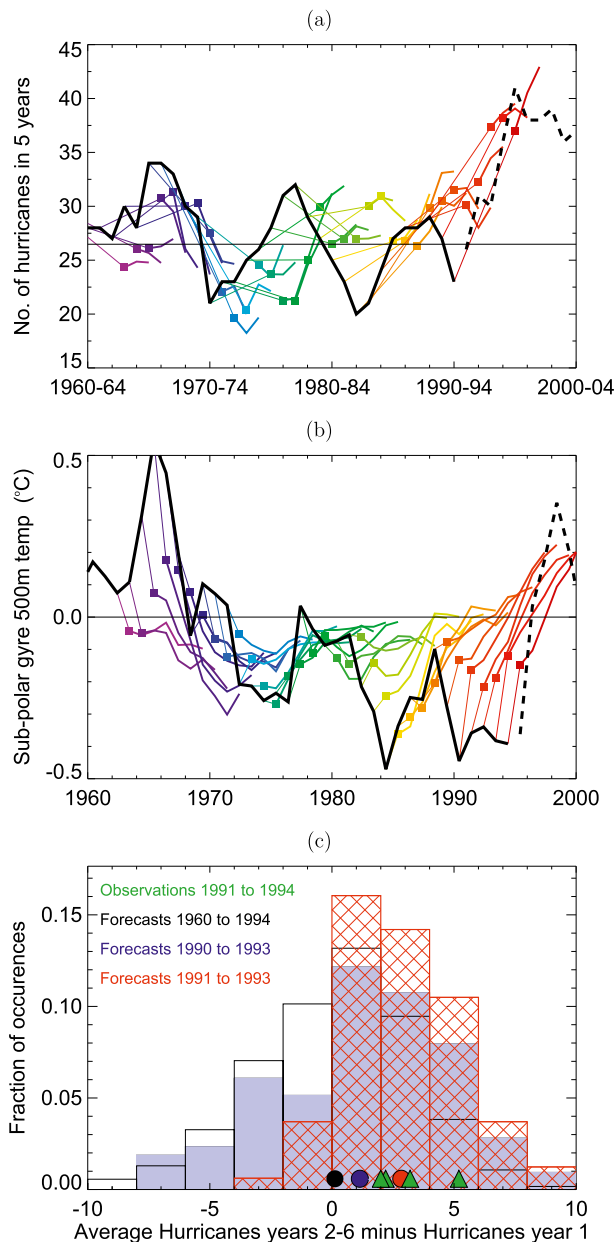 (a)
No. of hurricanes in 5 years
45
40
35
30
25
20
15
1960-64
1970-74
1980-84
1990-94
2000-04
(b)
Sub-polar gyre 500m temp (°C)
0.5
0.0
-0.5
1960
1970
1980
1990
2000
(c)
Fraction of occurences
0.15
0.10
0.05
0.00
Observations 1991 to 1994
Forecasts 1960 to 1994
Forecasts 1990 to 1993
Forecasts 1991 to 1993
-10
-5
0
5
10
Average Hurricanes years 2-6 minus Hurricanes year 1